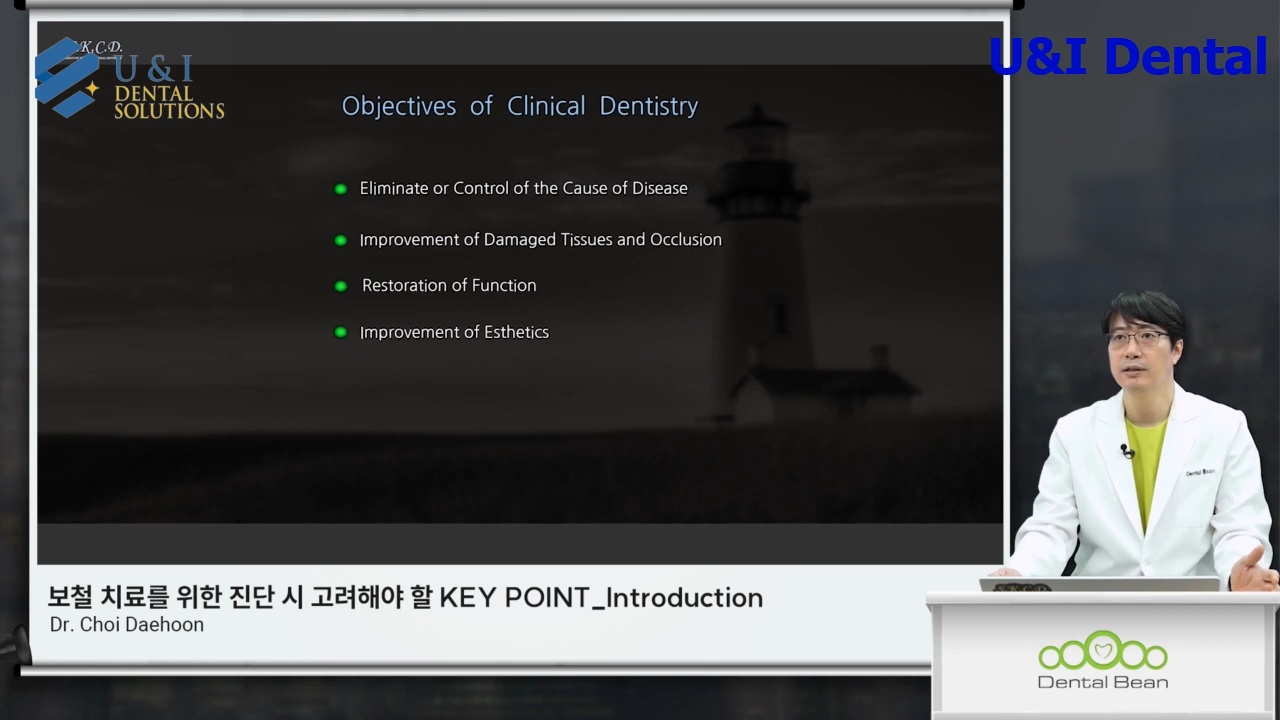 K.C.D.
U & I
DENTAL
SOLUTIONS
U&I Dental
Objectives of Clinical Dentistry
Eliminate or Control of the Cause of Disease
Improvement of Damaged Tissues and Occlusion
Restoration of Function
Improvement of Esthetics
보철 치료를 위한 진단 시 고려해야 할 KEY POINT_Introduction
Dr. Choi Daehoon
Dental Bean
Dental Bean